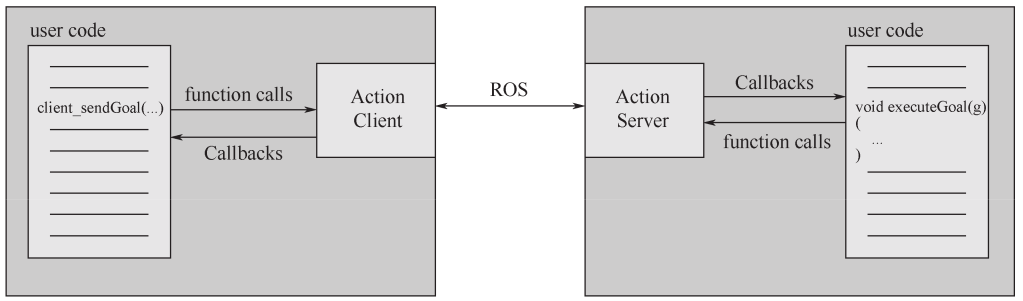 user code
client_sendGoal(...)
function calls
Callbacks
Action
Client
ROS
Action
Server
Callbacks
function calls
user code
void executeGoal(g)
(
...
)